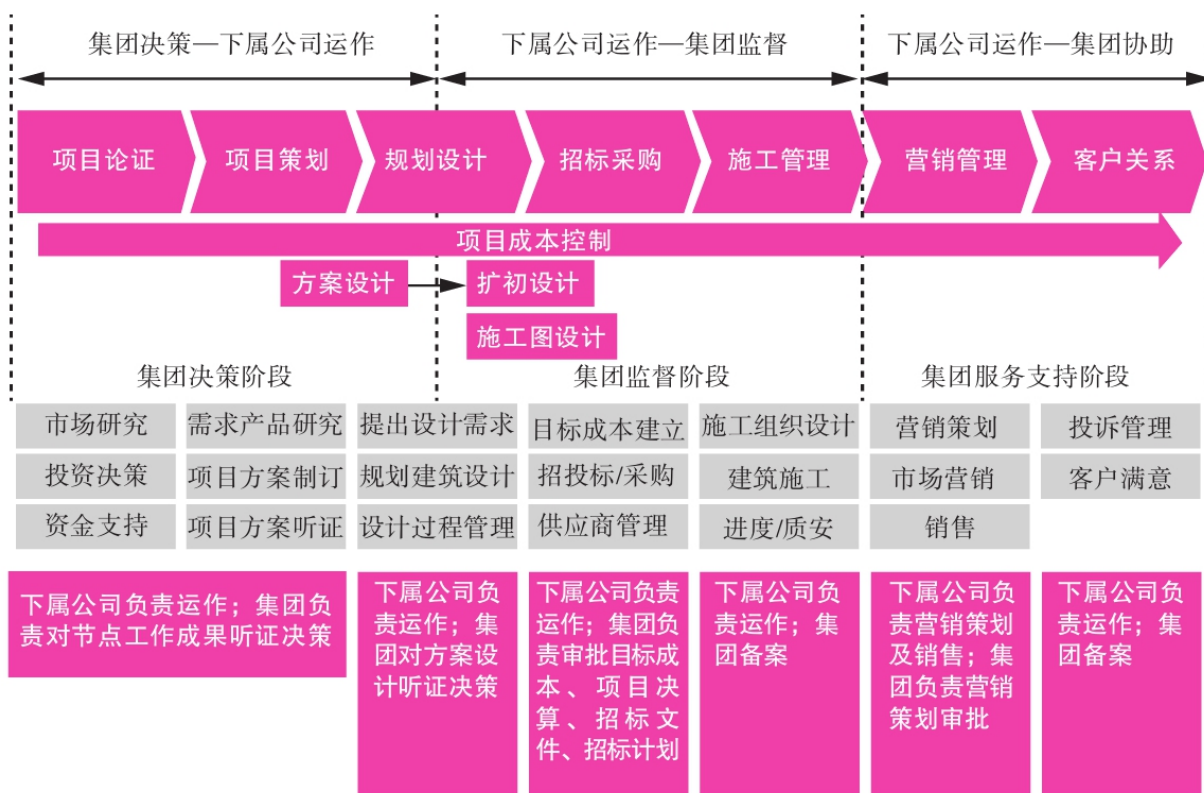 集团决策—下属公司运作
下属公司运作—集团监督
下属公司运作—集团协助
项目论证
项目策划
规划设计
招标采购
施工管理
营销管理
客户关系
项目成本控制
方案设计
扩初设计
施工图设计
集团决策阶段
集团监督阶段
集团服务支持阶段
市场研究
需求产品研究
提出设计需求
目标成本建立
施工组织设计
营销策划
投诉管理
投资决策
项目方案制订
规划建筑设计
招投标/采购
建筑施工
市场营销
客户满意
资金支持
项目方案听证
设计过程管理
供应商管理
进度/质安
销售
下属公司负责运作；集团负
责对节点工作成果听证决策
下属公司负
责运作；集
团对方案设
计听证决策
下属公司负责
运作；集团负
责审批目标成
本、项目决
算、招标文
件、招标计划
下属公司负
责运作；集
团备案
下属公司负
责营销策划
及销售；集
团负责营销
策划审批
下属公司负
责运作；集
团备案